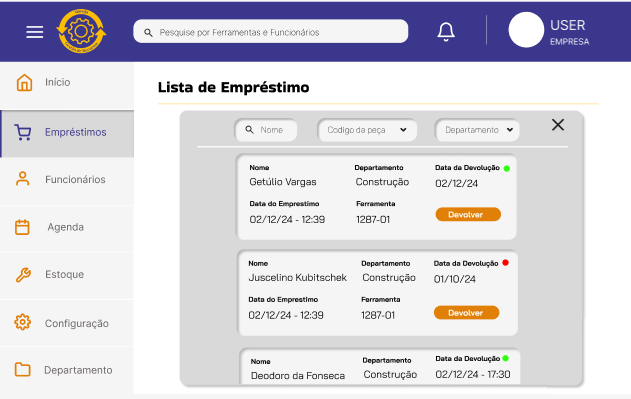 Pesquise por Ferramentas e Funcionários
USER
EMPRESA
Início
Empréstimos
Funcionários
Agenda
Estoque
Configuração
Departamento
Lista de Empréstimo
Nome Codigo da peça Departamento
Nome Departamento Data da Devolução
Getúlio Vargas Construção 02/12/24
Data do Emprestimo Ferramenta
02/12/24 - 12:39 1287-01 Devolver
Nome Departamento Data da Devolução
Juscelino Kubitschek Construção 01/10/24
Data do Emprestimo Ferramenta
02/12/24 - 12:39 1287-01 Devolver
Nome Departamento Data da Devolução
Deodoro da Fonseca Construção 02/12/24 - 17:30